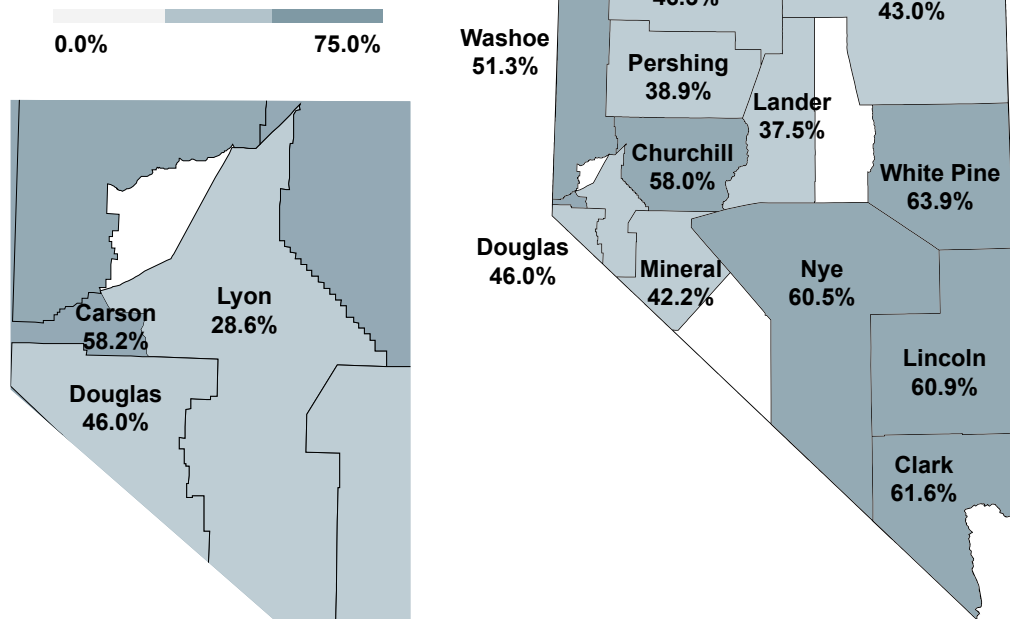 0.0%
75.0%
Carson
58.2%
Lyon
28.6%
Douglas
46.0%
43.0%
Washoe
51.3%
Pershing
38.9%
Lander
37.5%
Churchill
58.0%
White Pine
63.9%
Douglas
46.0%
Mineral
42.2%
Nye
60.5%
Lincoln
60.9%
Clark
61.6%